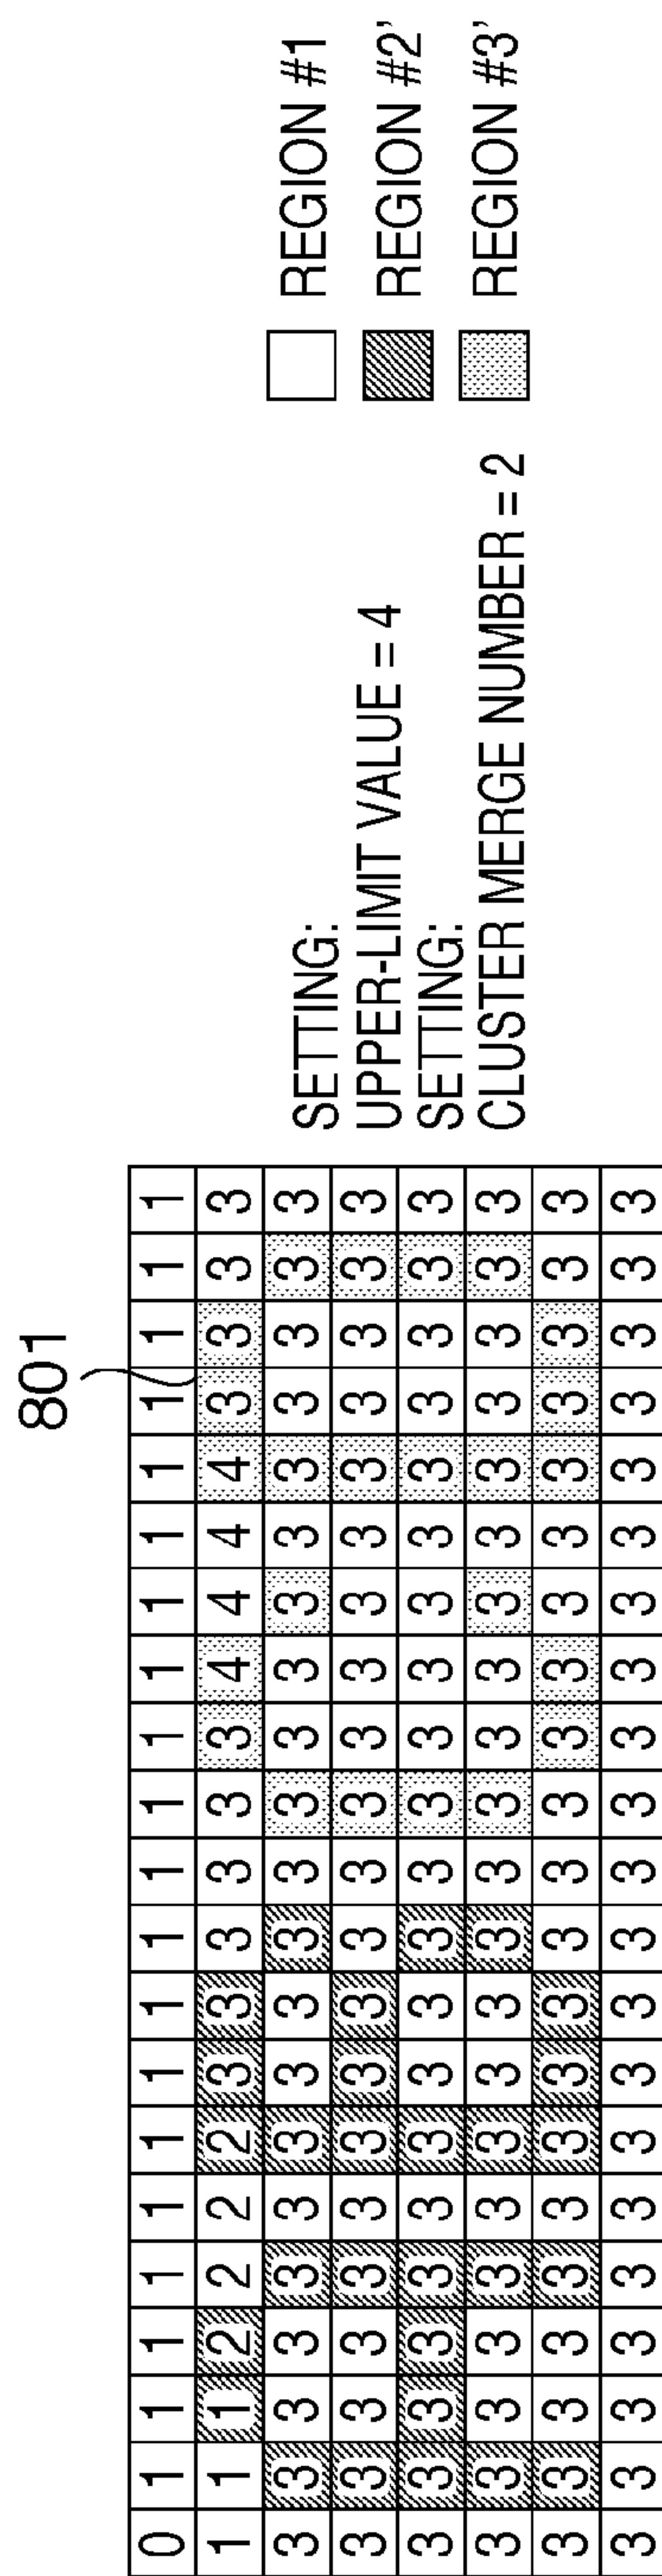 801
0 1 1 1 1 1 1 1 1 1 1 1 1 1 1 1 1 1 1 1 1
1 1 1 2 2 2 2 3 3 3 3 3 3 4 4 4 4 3 3 3 3
3 3 3 3 3 3 3 3 3 3 3 3 3 3 3 3 3 3 3 3 3
3 3 3 3 3 3 3 3 3 3 3 3 3 3 3 3 3 3 3 3 3
3 3 3 3 3 3 3 3 3 3 3 3 3 3 3 3 3 3 3 3 3
3 3 3 3 3 3 3 3 3 3 3 3 3 3 3 3 3 3 3 3 3
3 3 3 3 3 3 3 3 3 3 3 3 3 3 3 3 3 3 3 3 3
3 3 3 3 3 3 3 3 3 3 3 3 3 3 3 3 3 3 3 3 3
SETTING:
UPPER-LIMIT VALUE = 4
SETTING:
CLUSTER MERGE NUMBER = 2
REGION #1
REGION #2'
REGION #3'